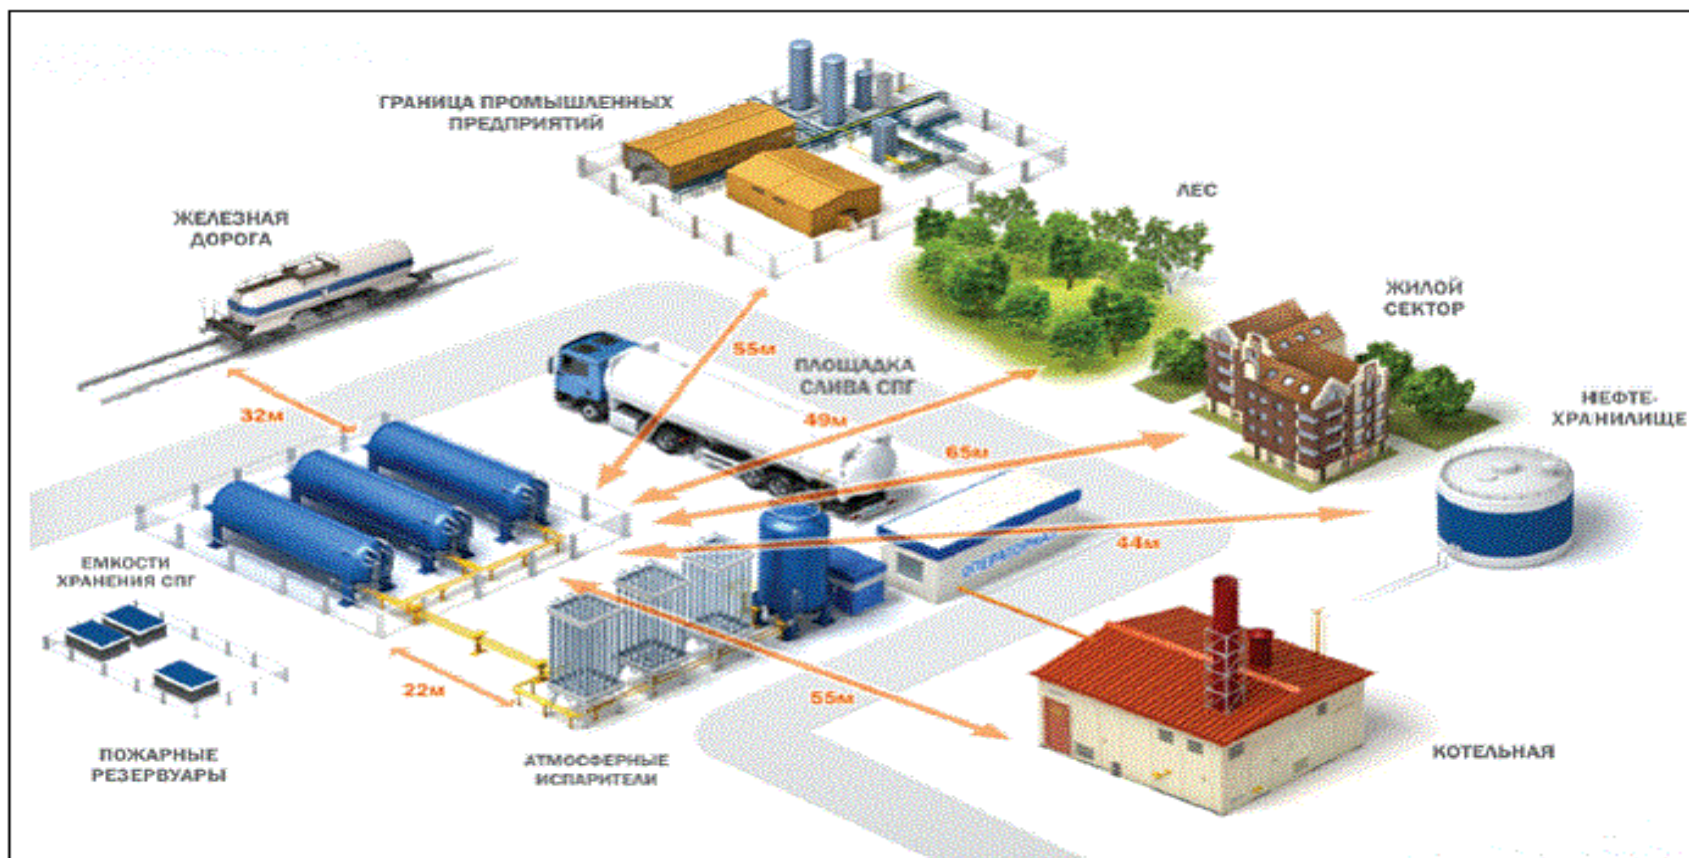 ГРАНИЦА ПРОМЫШЛЕННЫХ
ПРЕДПРИЯТИЙ
ЛЕС
ЖЕЛЕЗНАЯ
ДОРОГА
ЖИЛОЙ
СЕКТОР
55м
ПЛОЩАДКА
СЛИВА СПГ
НЕФТЕ-
ХРАНИЛИЩЕ
32м
49м
65м
44м
ОПЕРАТОРНАЯ
ЕМКОСТИ
ХРАНЕНИЯ СПГ
22м
55м
ПОЖАРНЫЕ
РЕЗЕРВУАРЫ
АТМОСФЕРНЫЕ
ИСПАРИТЕЛИ
КОТЕЛЬНАЯ